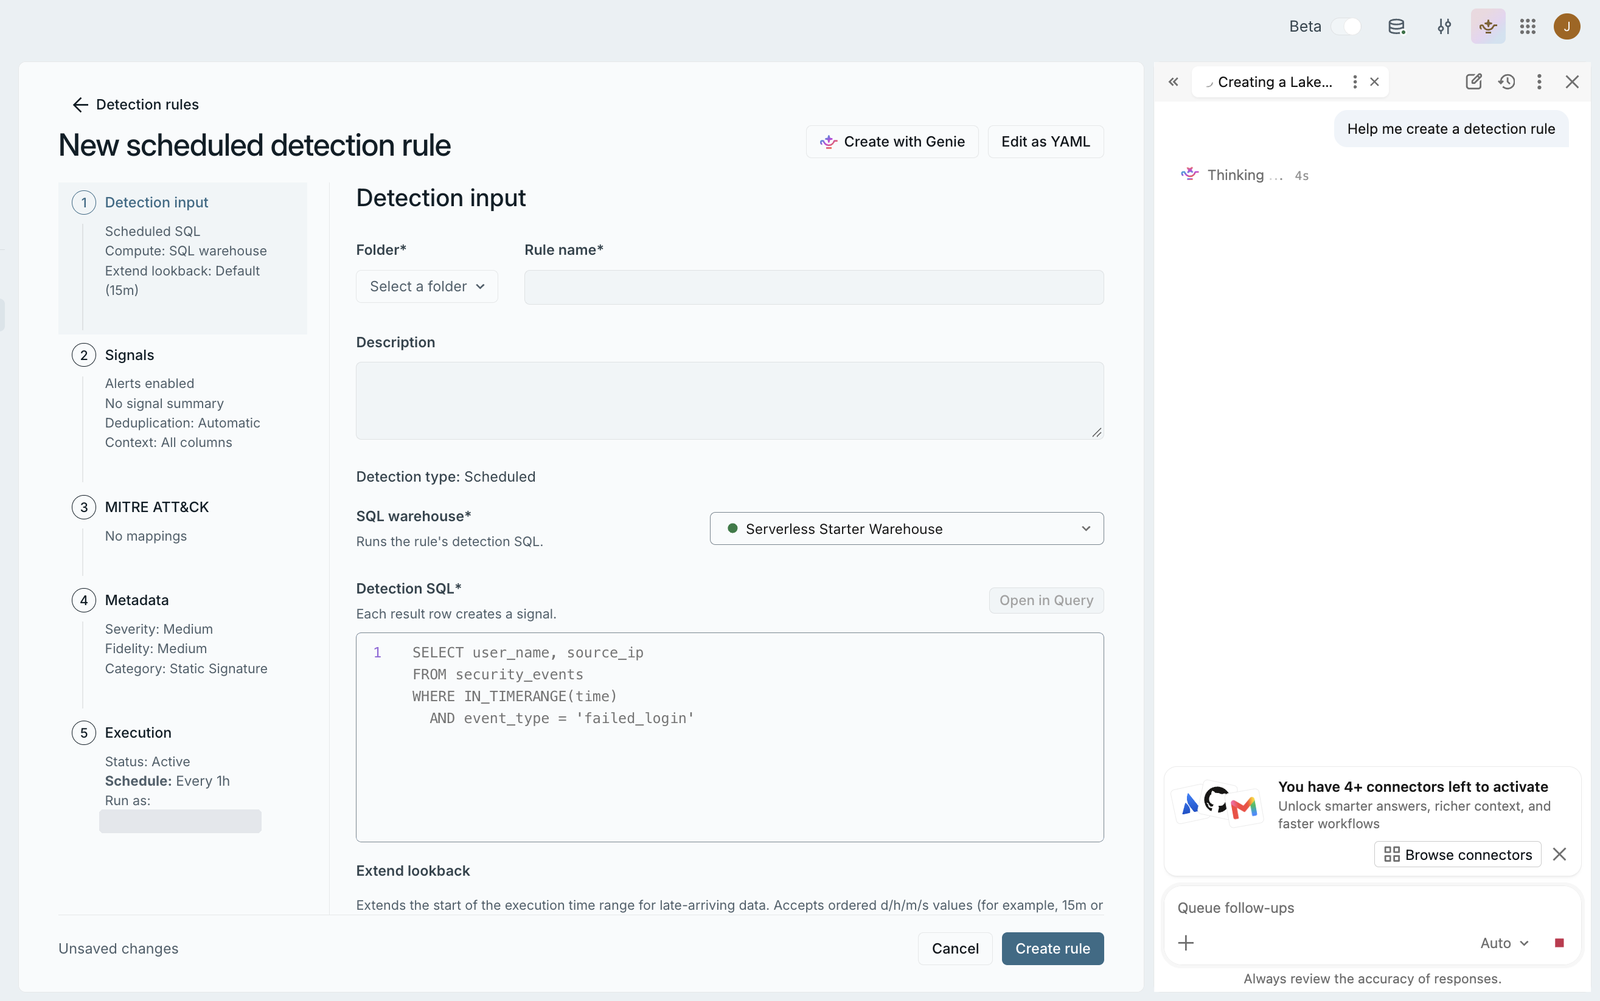 Beta
J
Detection rules
New scheduled detection rule
Create with Genie
Edit as YAML
1 Detection input
Scheduled SQL
Compute: SQL warehouse
Extend lookback: Default
(15m)
2 Signals
Alerts enabled
No signal summary
Deduplication: Automatic
Context: All columns
3 MITRE ATT&CK
No mappings
4 Metadata
Severity: Medium
Fidelity: Medium
Category: Static Signature
5 Execution
Status: Active
Schedule: Every 1h
Run as:
Detection input
Folder* Rule name*
Select a folder
Description
Detection type: Scheduled
SQL warehouse*
Runs the rule's detection SQL.
Serverless Starter Warehouse
Detection SQL*
Each result row creates a signal.
Open in Query
1 SELECT user_name, source_ip
FROM security_events
WHERE IN_TIMERANGE(time)
AND event_type = 'failed_login'
Extend lookback
Extends the start of the execution time range for late-arriving data. Accepts ordered d/h/m/s values (for example, 15m or
Unsaved changes
Cancel
Create rule
Creating a Lake...
Help me create a detection rule
Thinking ... 4s
You have 4+ connectors left to activate
Unlock smarter answers, richer context, and
faster workflows
Browse connectors
Queue follow-ups
Auto
Always review the accuracy of responses.